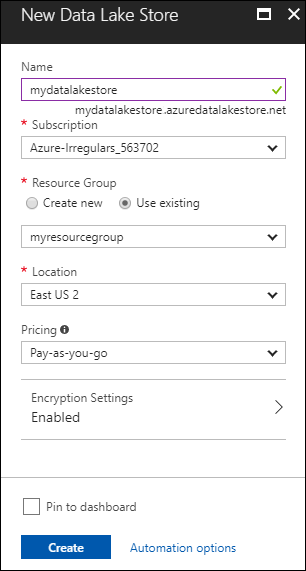 New Data Lake Store
Name
mydatalakestore
mydatalakestore.azuredatalakestore.net
* Subscription
Azure-Irregulars_563702
* Resource Group
Create new Use existing
myresourcegroup
* Location
East US 2
Pricing
Pay-as-you-go
Encryption Settings
Enabled
Pin to dashboard
Create Automation options